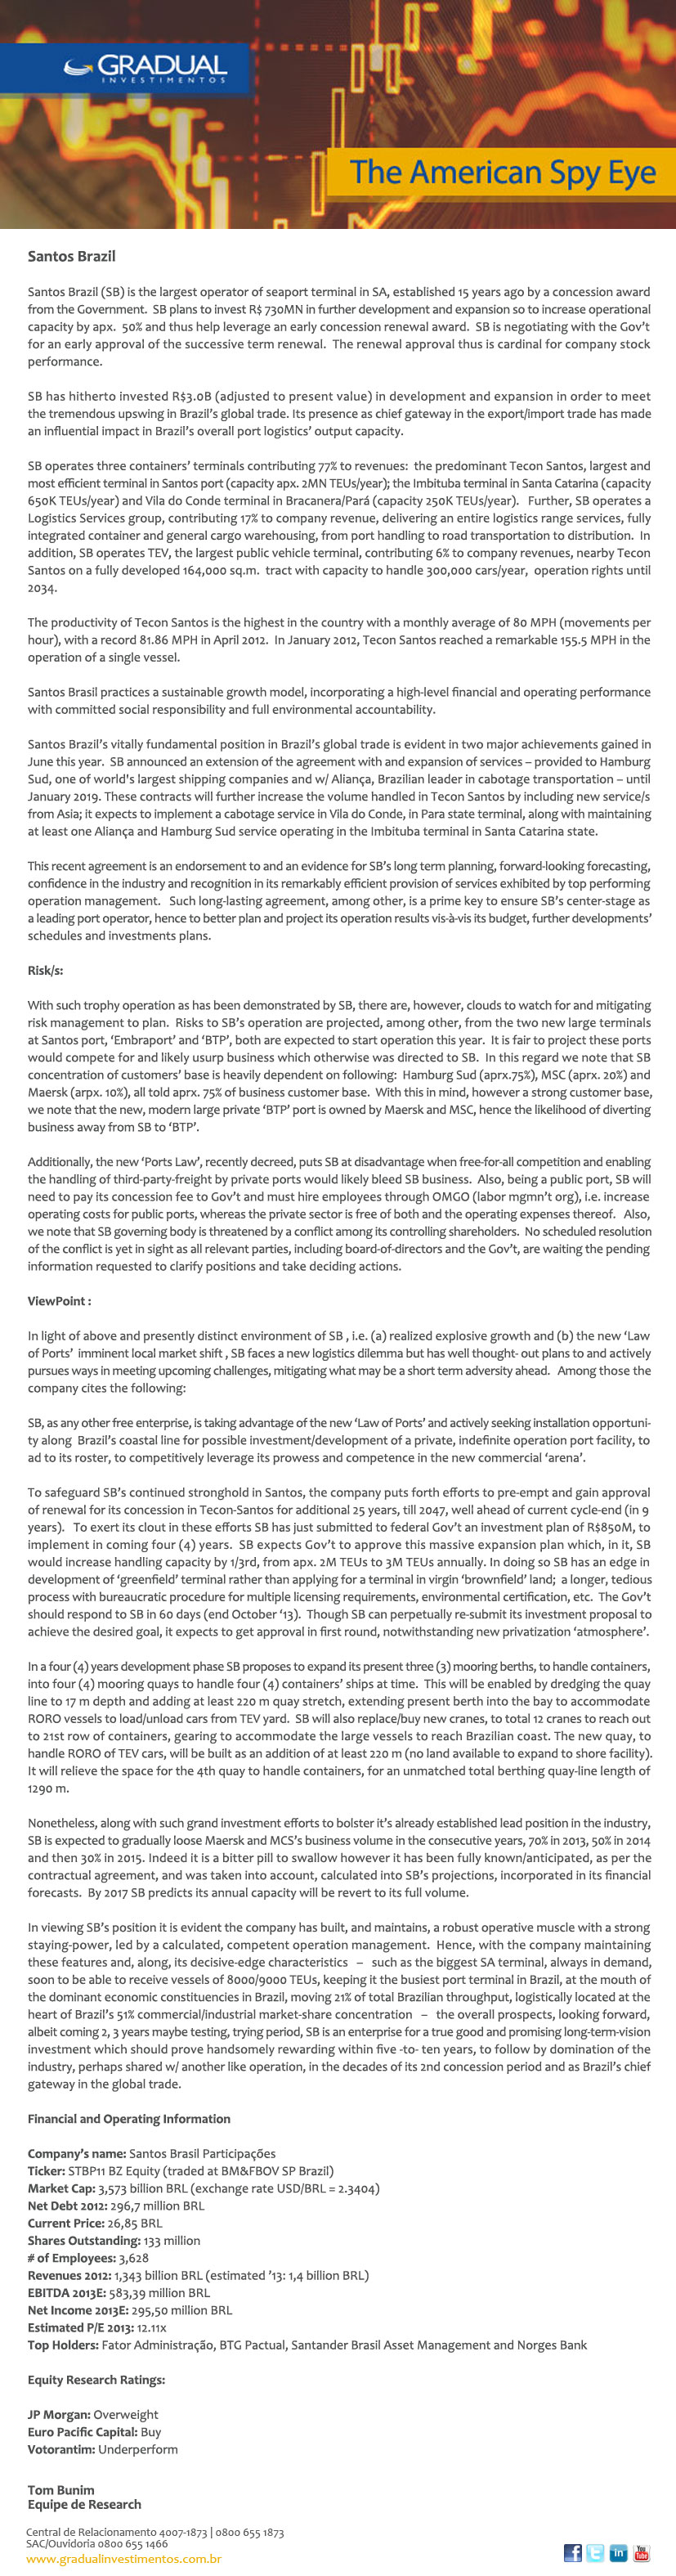 GRADUAL
INVESTIMENTOS
The American Spy Eye
Santos Brazil
Santos Brazil (SB) is the largest operator of seaport terminal in SA, established 15 years ago by a concession award
from the Government. SB plans to invest R$ 730MN in further development and expansion so to increase operational
capacity by apx. 50% and thus help leverage an early concession renewal award. SB is negotiating with the Gov't
for an early approval of the successive term renewal. The renewal approval thus is cardinal for company stock
performance.
SB has hitherto invested R$3.0B (adjusted to present value) in development and expansion in order to meet
the tremendous upswing in Brazil's global trade. Its presence as chief gateway in the export/import trade has made
an influential impact in Brazil's overall port logistics' output capacity.
SB operates three containers' terminals contributing 77% to revenues: the predominant Tecon Santos, largest and
most efficient terminal in Santos port (capacity apx. 2MN TEUs/year); the Imbituba terminal in Santa Catarina (capacity
650K TEUs/year) and Vila do Conde terminal in Bracanera/Pará (capacity 250K TEUs/year). Further, SB operates a
Logistics Services group, contributing 17% to company revenue, delivering an entire logistics range services, fully
integrated container and general cargo warehousing, from port handling to road transportation to distribution. In
addition, SB operates TEV, the largest public vehicle terminal, contributing 6% to company revenues, nearby Tecon
Santos on a fully developed 164,000 sq.m. tract with capacity to handle 300,000 cars/year, operation rights until
2034.
The productivity of Tecon Santos is the highest in the country with a monthly average of 80 MPH (movements per
hour), with a record 81.86 MPH in April 2012. In January 2012, Tecon Santos reached a remarkable 155.5 MPH in the
operation of a single vessel.
Santos Brasil practices a sustainable growth model, incorporating a high-level financial and operating performance
with committed social responsibility and full environmental accountability.
Santos Brazil's vitally fundamental position in Brazil's global trade is evident in two major achievements gained in
June this year. SB announced an extension of the agreement with and expansion of services – provided to Hamburg
Sud, one of world's largest shipping companies and w/ Aliança, Brazilian leader in cabotage transportation – until
January 2019. These contracts will further increase the volume handled in Tecon Santos by including new service/s
from Asia; it expects to implement a cabotage service in Vila do Conde, in Para state terminal, along with maintaining
at least one Aliança and Hamburg Sud service operating in the Imbituba terminal in Santa Catarina state.
This recent agreement is an endorsement to and an evidence for SB's long term planning, forward-looking forecasting,
confidence in the industry and recognition in its remarkably efficient provision of services exhibited by top performing
operation management. Such long-lasting agreement, among other, is a prime key to ensure SB's center-stage as
a leading port operator, hence to better plan and project its operation results vis-à-vis its budget, further developments'
schedules and investments plans.
Risk/s:
With such trophy operation as has been demonstrated by SB, there are, however, clouds to watch for and mitigating
risk management to plan. Risks to SB's operation are projected, among other, from the two new large terminals
at Santos port, 'Embraport' and 'BTP', both are expected to start operation this year. It is fair to project these ports
would compete for and likely usurp business which otherwise was directed to SB. In this regard we note that SB
concentration of customers' base is heavily dependent on following: Hamburg Sud (aprx.75%), MSC (aprx. 20%) and
Maersk (arpx. 10%), all told aprx. 75% of business customer base. With this in mind, however a strong customer base,
we note that the new, modern large private 'BTP' port is owned by Maersk and MSC, hence the likelihood of diverting
business away from SB to 'BTP'.
Additionally, the new 'Ports Law', recently decreed, puts SB at disadvantage when free-for-all competition and enabling
the handling of third-party-freight by private ports would likely bleed SB business. Also, being a public port, SB will
need to pay its concession fee to Gov't and must hire employees through OMGO (labor mgmn't org), i.e. increase
operating costs for public ports, whereas the private sector is free of both and the operating expenses thereof. Also,
we note that SB governing body is threatened by a conflict among its controlling shareholders. No scheduled resolution
of the conflict is yet in sight as all relevant parties, including board-of-directors and the Gov't, are waiting the pending
information requested to clarify positions and take deciding actions.
ViewPoint :
In light of above and presently distinct environment of SB , i.e. (a) realized explosive growth and (b) the new 'Law
of Ports' imminent local market shift , SB faces a new logistics dilemma but has well thought- out plans to and actively
pursues ways in meeting upcoming challenges, mitigating what may be a short term adversity ahead. Among those the
company cites the following:
SB, as any other free enterprise, is taking advantage of the new 'Law of Ports' and actively seeking installation opportuni-
ty along Brazil's coastal line for possible investment/development of a private, indefinite operation port facility, to
ad to its roster, to competitively leverage its prowess and competence in the new commercial 'arena'.
To safeguard SB's continued stronghold in Santos, the company puts forth efforts to pre-empt and gain approval
of renewal for its concession in Tecon-Santos for additional 25 years, till 2047, well ahead of current cycle-end (in 9
years). To exert its clout in these efforts SB has just submitted to federal Gov't an investment plan of R$850M, to
implement in coming four (4) years. SB expects Gov't to approve this massive expansion plan which, in it, SB
would increase handling capacity by 1/3rd, from apx. 2M TEUs to 3M TEUs annually. In doing so SB has an edge in
development of 'greenfield' terminal rather than applying for a terminal in virgin 'brownfield' land; a longer, tedious
process with bureaucratic procedure for multiple licensing requirements, environmental certification, etc. The Gov't
should respond to SB in 60 days (end October '13). Though SB can perpetually re-submit its investment proposal to
achieve the desired goal, it expects to get approval in first round, notwithstanding new privatization 'atmosphere'.
In a four (4) years development phase SB proposes to expand its present three (3) mooring berths, to handle containers,
into four (4) mooring quays to handle four (4) containers' ships at time. This will be enabled by dredging the quay
line to 17 m depth and adding at least 220 m quay stretch, extending present berth into the bay to accommodate
RORO vessels to load/unload cars from TEV yard. SB will also replace/buy new cranes, to total 12 cranes to reach out
to 21st row of containers, gearing to accommodate the large vessels to reach Brazilian coast. The new quay, to
handle RORO of TEV cars, will be built as an addition of at least 220 m (no land available to expand to shore facility).
It will relieve the space for the 4th quay to handle containers, for an unmatched total berthing quay-line length of
1290 m.
Nonetheless, along with such grand investment efforts to bolster it's already established lead position in the industry,
SB is expected to gradually loose Maersk and MCS's business volume in the consecutive years, 70% in 2013, 50% in 2014
and then 30% in 2015. Indeed it is a bitter pill to swallow however it has been fully known/anticipated, as per the
contractual agreement, and was taken into account, calculated into SB's projections, incorporated in its financial
forecasts. By 2017 SB predicts its annual capacity will be revert to its full volume.
In viewing SB's position it is evident the company has built, and maintains, a robust operative muscle with a strong
staying-power, led by a calculated, competent operation management. Hence, with the company maintaining
these features and, along, its decisive-edge characteristics – such as the biggest SA terminal, always in demand,
soon to be able to receive vessels of 8000/9000 TEUs, keeping it the busiest port terminal in Brazil, at the mouth of
the dominant economic constituencies in Brazil, moving 21% of total Brazilian throughput, logistically located at the
heart of Brazil's 51% commercial/industrial market-share concentration – the overall prospects, looking forward,
albeit coming 2, 3 years maybe testing, trying period, SB is an enterprise for a true good and promising long-term-vision
investment which should prove handsomely rewarding within five -to- ten years, to follow by domination of the
industry, perhaps shared w/ another like operation, in the decades of its 2nd concession period and as Brazil's chief
gateway in the global trade.
Financial and Operating Information
Company's name: Santos Brasil Participações
Ticker: STBP11 BZ Equity (traded at BM&FBOV SP Brazil)
Market Cap: 3,573 billion BRL (exchange rate USD/BRL = 2.3404)
Net Debt 2012: 296,7 million BRL
Current Price: 26,85 BRL
Shares Outstanding: 133 million
# of Employees: 3,628
Revenues 2012: 1,343 billion BRL (estimated '13: 1,4 billion BRL)
EBITDA 2013E: 583,39 million BRL
Net Income 2013E: 295,50 million BRL
Estimated P/E 2013: 12.11x
Top Holders: Fator Administração, BTG Pactual, Santander Brasil Asset Management and Norges Bank
Equity Research Ratings:
JP Morgan: Overweight
Euro Pacific Capital: Buy
Votorantim: Underperform
Tom Bunim
Equipe de Research
Central de Relacionamento 4007-1873 | 0800 655 1873
SAC/Ouvidoria 0800 655 1466
www.gradualinvestimentos.com.br
f t in You Tube